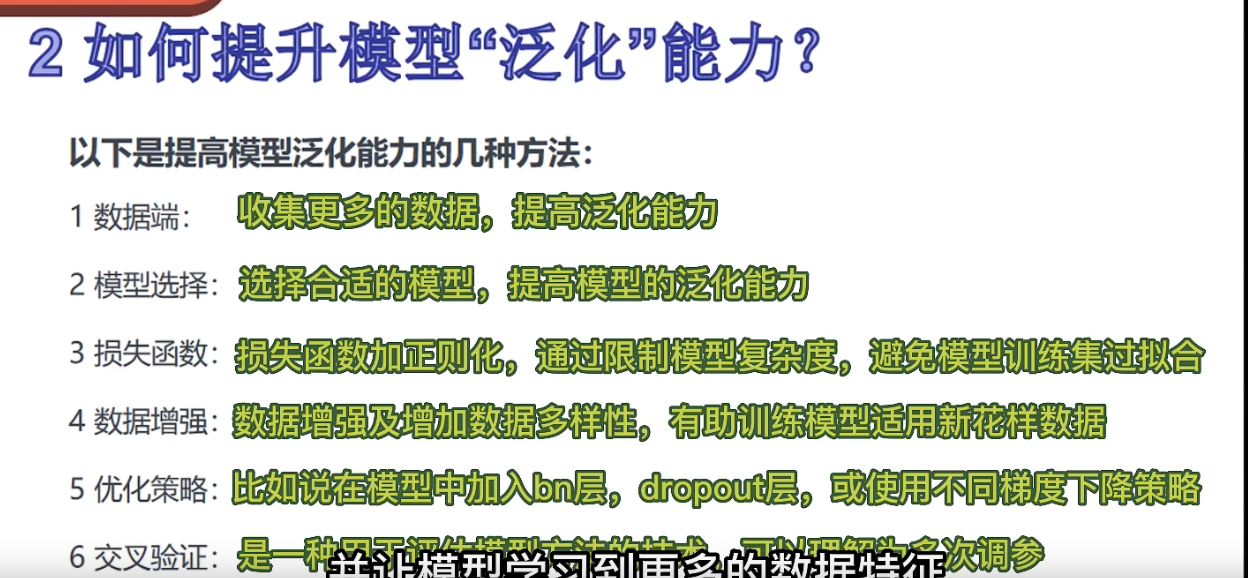 2 如何提升模型“泛化”能力？
以下是提高模型泛化能力的几种方法：
1 数据端： 收集更多的数据，提高泛化能力
2 模型选择： 选择合适的模型，提高模型的泛化能力
3 损失函数： 损失函数加正则化，通过限制模型复杂度，避免模型训练集过拟合
4 数据增强： 数据增强及增加数据多样性，有助训练模型适用新花样数据
5 优化策略： 比如说在模型中加入bn层，dropout层，或使用不同梯度下降策略
6 交叉验证： 是一种用于评估模型方法的技术，可以理解为多次调参
并让模型学习到更多的数据特征